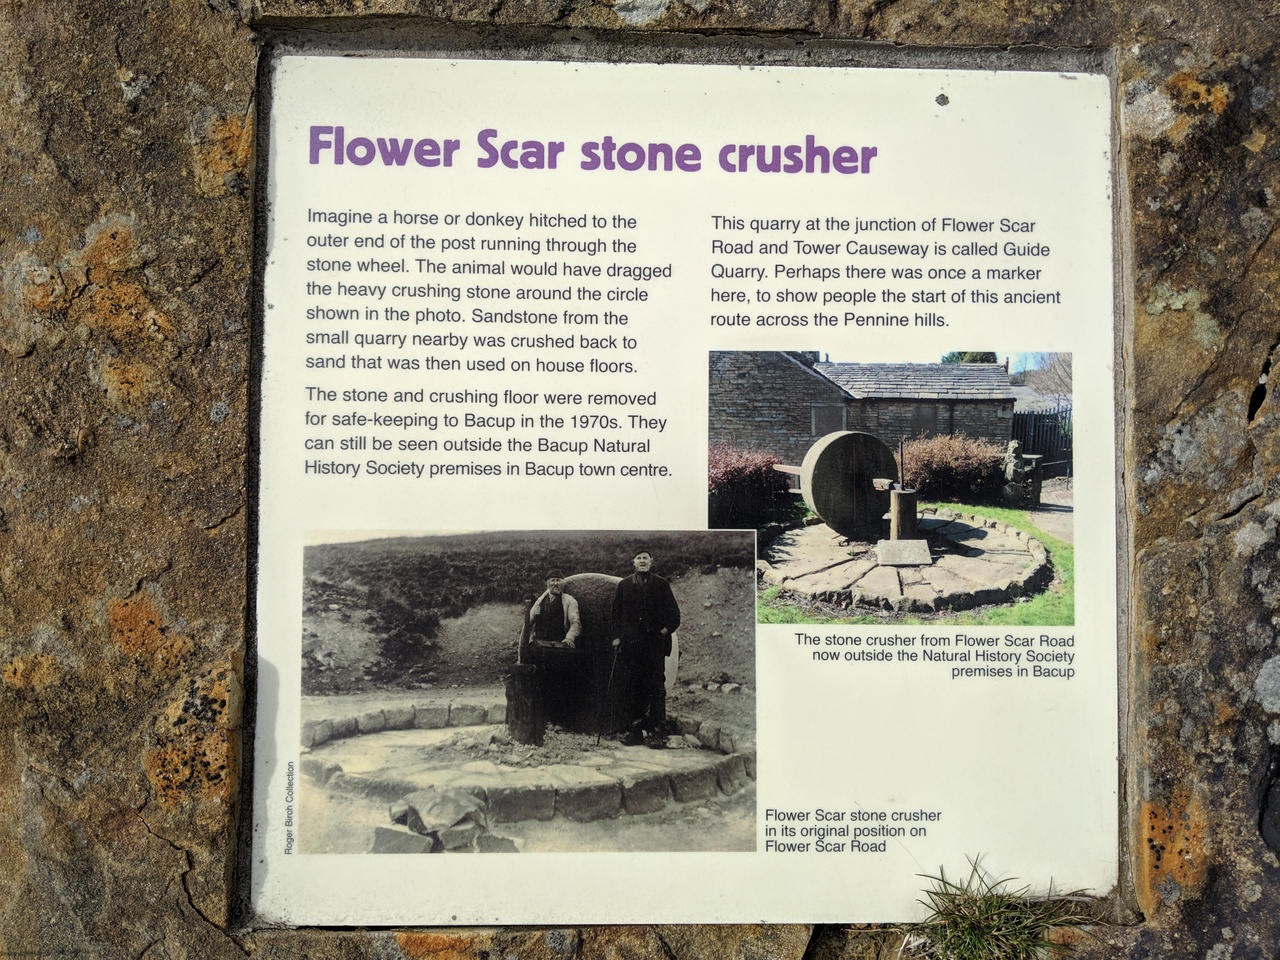 Flower Scar stone crusher
Imagine a horse or donkey hitched to the
outer end of the post running through the
stone wheel. The animal would have dragged
the heavy crushing stone around the circle
shown in the photo. Sandstone from the
small quarry nearby was crushed back to
sand that was then used on house floors.
The stone and crushing floor were removed
for safe-keeping to Bacup in the 1970s. They
can still be seen outside the Bacup Natural
History Society premises in Bacup town centre.
This quarry at the junction of Flower Scar
Road and Tower Causeway is called Guide
Quarry. Perhaps there was once a marker
here, to show people the start of this ancient
route across the Pennine hills.
The stone crusher from Flower Scar Road
now outside the Natural History Society
premises in Bacup
Roger Birch Collection
Flower Scar stone crusher
in its original position on
Flower Scar Road